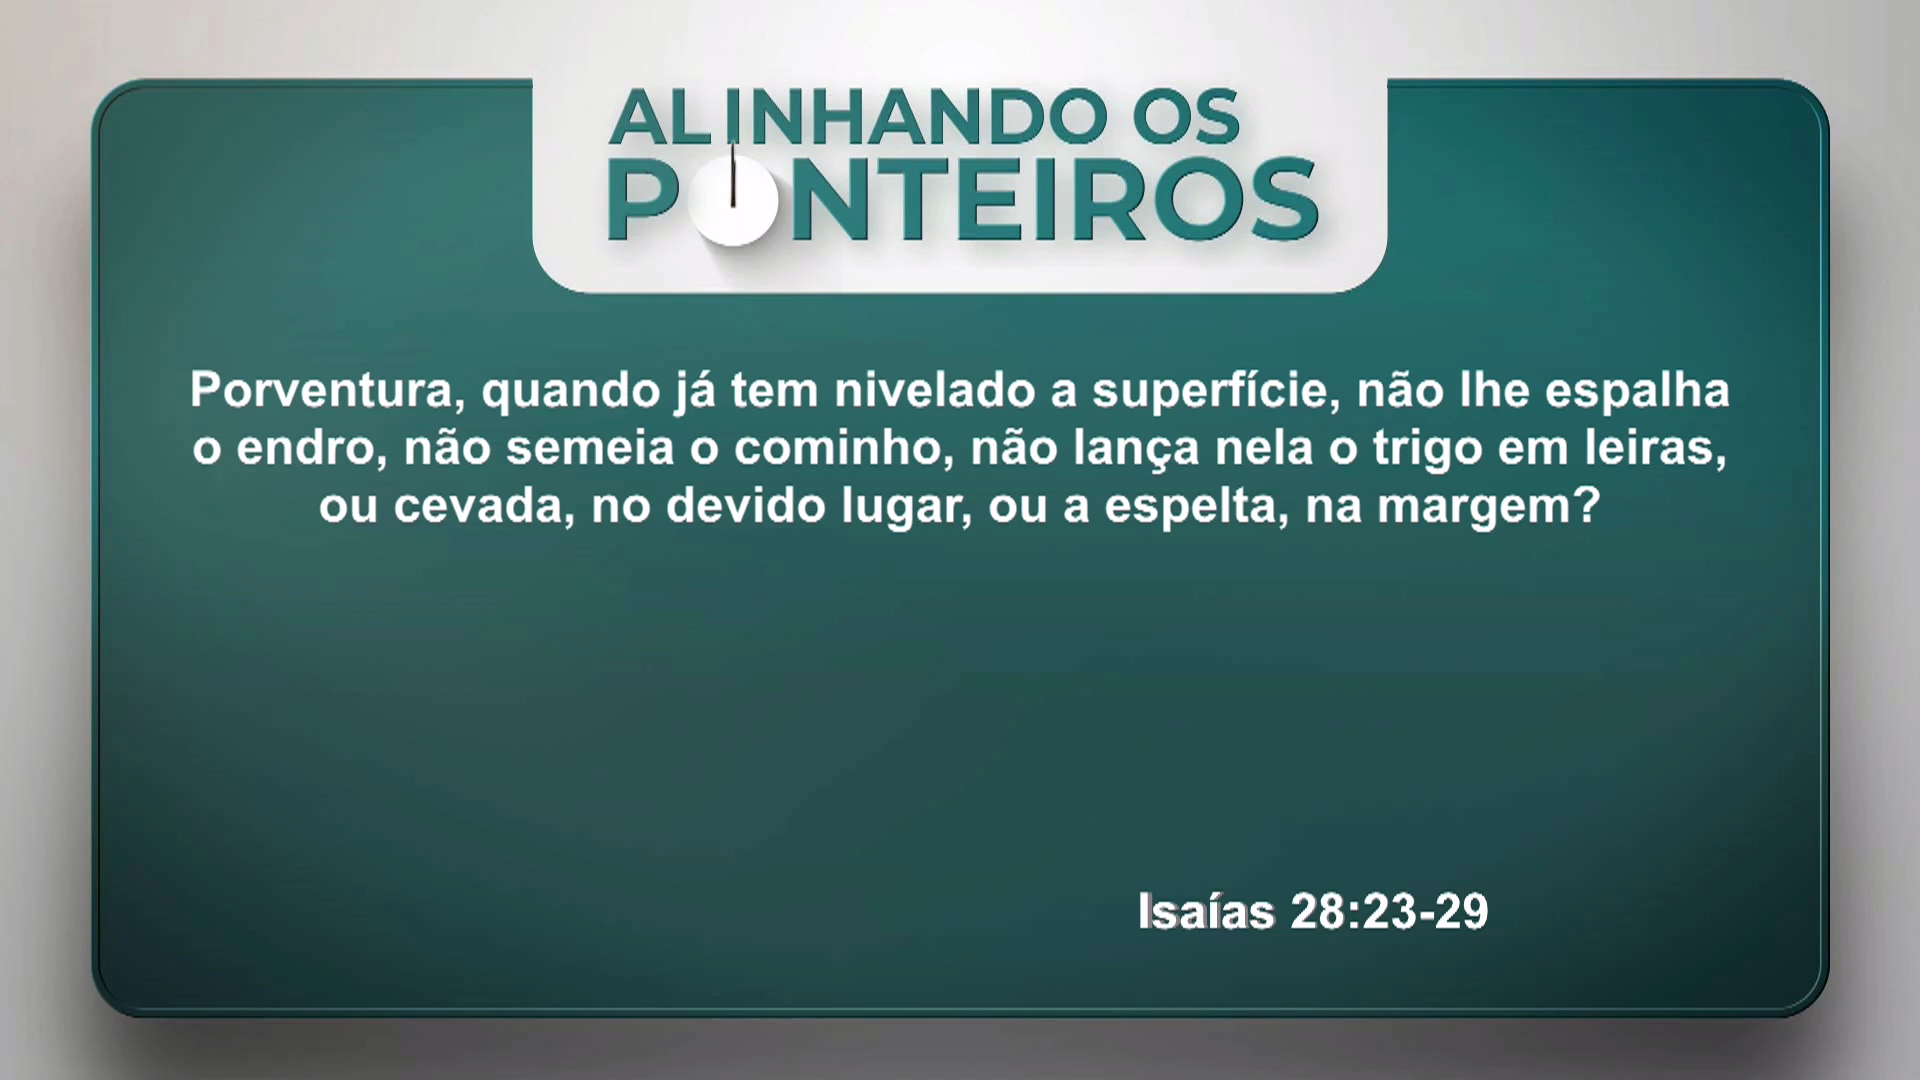 ALINHANDO OS
PONTEIROS
Porventura, quando já tem nivelado a superfície, não lhe espalha
o endro, não semeia o cominho, não lança nela o trigo em leiras,
ou cevada, no devido lugar, ou a espelta, na margem?
Isaías 28:23-29